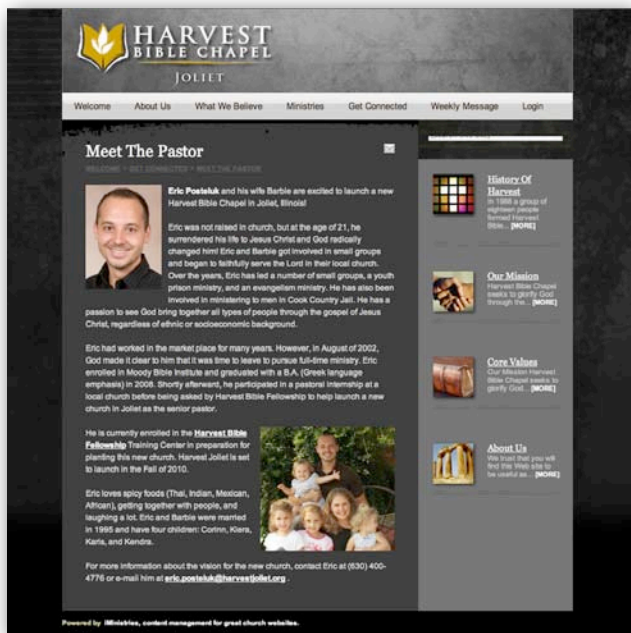 HARVEST
BIBLE CHAPEL
JOLIET
Welcome About Us What We Believe Ministries Get Connected Weekly Message Login
Meet The Pastor
WELCOME > GET CONNECTED > MEET THE PASTOR
Eric Posteluk and his wife Barbie are excited to launch a new
Harvest Bible Chapel in Joliet, Illinois!
Eric was not raised in church, but at the age of 21, he
surrendered his life to Jesus Christ and God radically
changed him! Eric and Barbie got involved in small groups
and began to faithfully serve the Lord in their local church.
Over the years, Eric has led a number of small groups, a youth
prison ministry, and an evangelism ministry. He has also been
involved in ministering to men in Cook Country Jail. He has a
passion to see God bring together all types of people through the gospel of Jesus
Christ, regardless of ethnic or socioeconomic background.
Eric had worked in the market place for many years. However, in August of 2002,
God made it clear to him that it was time to leave to pursue full-time ministry. Eric
enrolled in Moody Bible Institute and graduated with a B.A. (Greek language
emphasis) in 2008. Shortly afterward, he participated in a pastoral internship at a
local church before being asked by Harvest Bible Fellowship to help launch a new
church in Joliet as the senior pastor.
He is currently enrolled in the Harvest Bible
Fellowship Training Center in preparation for
planting this new church. Harvest Joliet is set
to launch in the Fall of 2010.
Eric loves spicy foods (Thai, Indian, Mexican,
African), getting together with people, and
laughing a lot. Eric and Barbie were married
in 1995 and have four children: Corinn, Kiera,
Karis, and Kendra.
For more information about the vision for the new church, contact Eric at (630) 400-
4776 or e-mail him at eric.posteluk@harvestjoliet.org .
History Of
Harvest
In 1988 a group of
eighteen people
formed Harvest
Bible... [MORE]
Our Mission
Harvest Bible Chapel
seeks to glorify God
through the... [MORE]
Core Values
Our Mission Harvest
Bible Chapel seeks to
glorify God... [MORE]
About Us
We trust that you will
find this Web site to
be useful as... [MORE]
Powered by iMinistries, content management for great church websites.